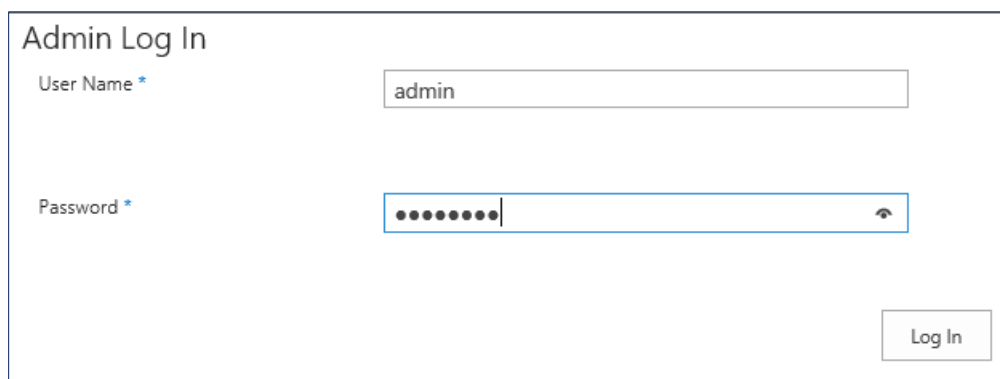 Admin Log In
User Name *
admin
Password *
●●●●●●●●
Log In